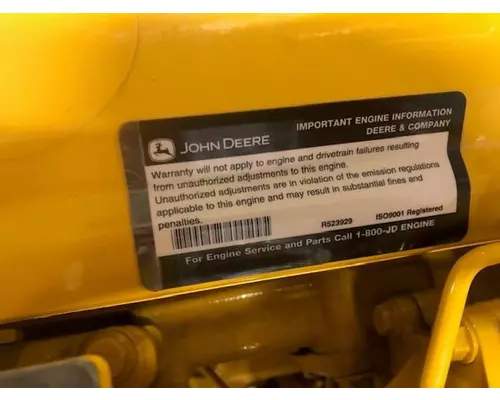 JOHN DEERE
IMPORTANT ENGINE INFORMATION
DEERE & COMPANY
Warranty will not apply to engine and drivetrain failures resulting
from unauthorized adjustments to this engine.
Unauthorized adjustments are in violation of the emission regulations
applicable to this engine and may result in substantial fines and
penalties.
R523929 ISO9001 Registered
For Engine Service and Parts Call 1-800-JD ENGINE